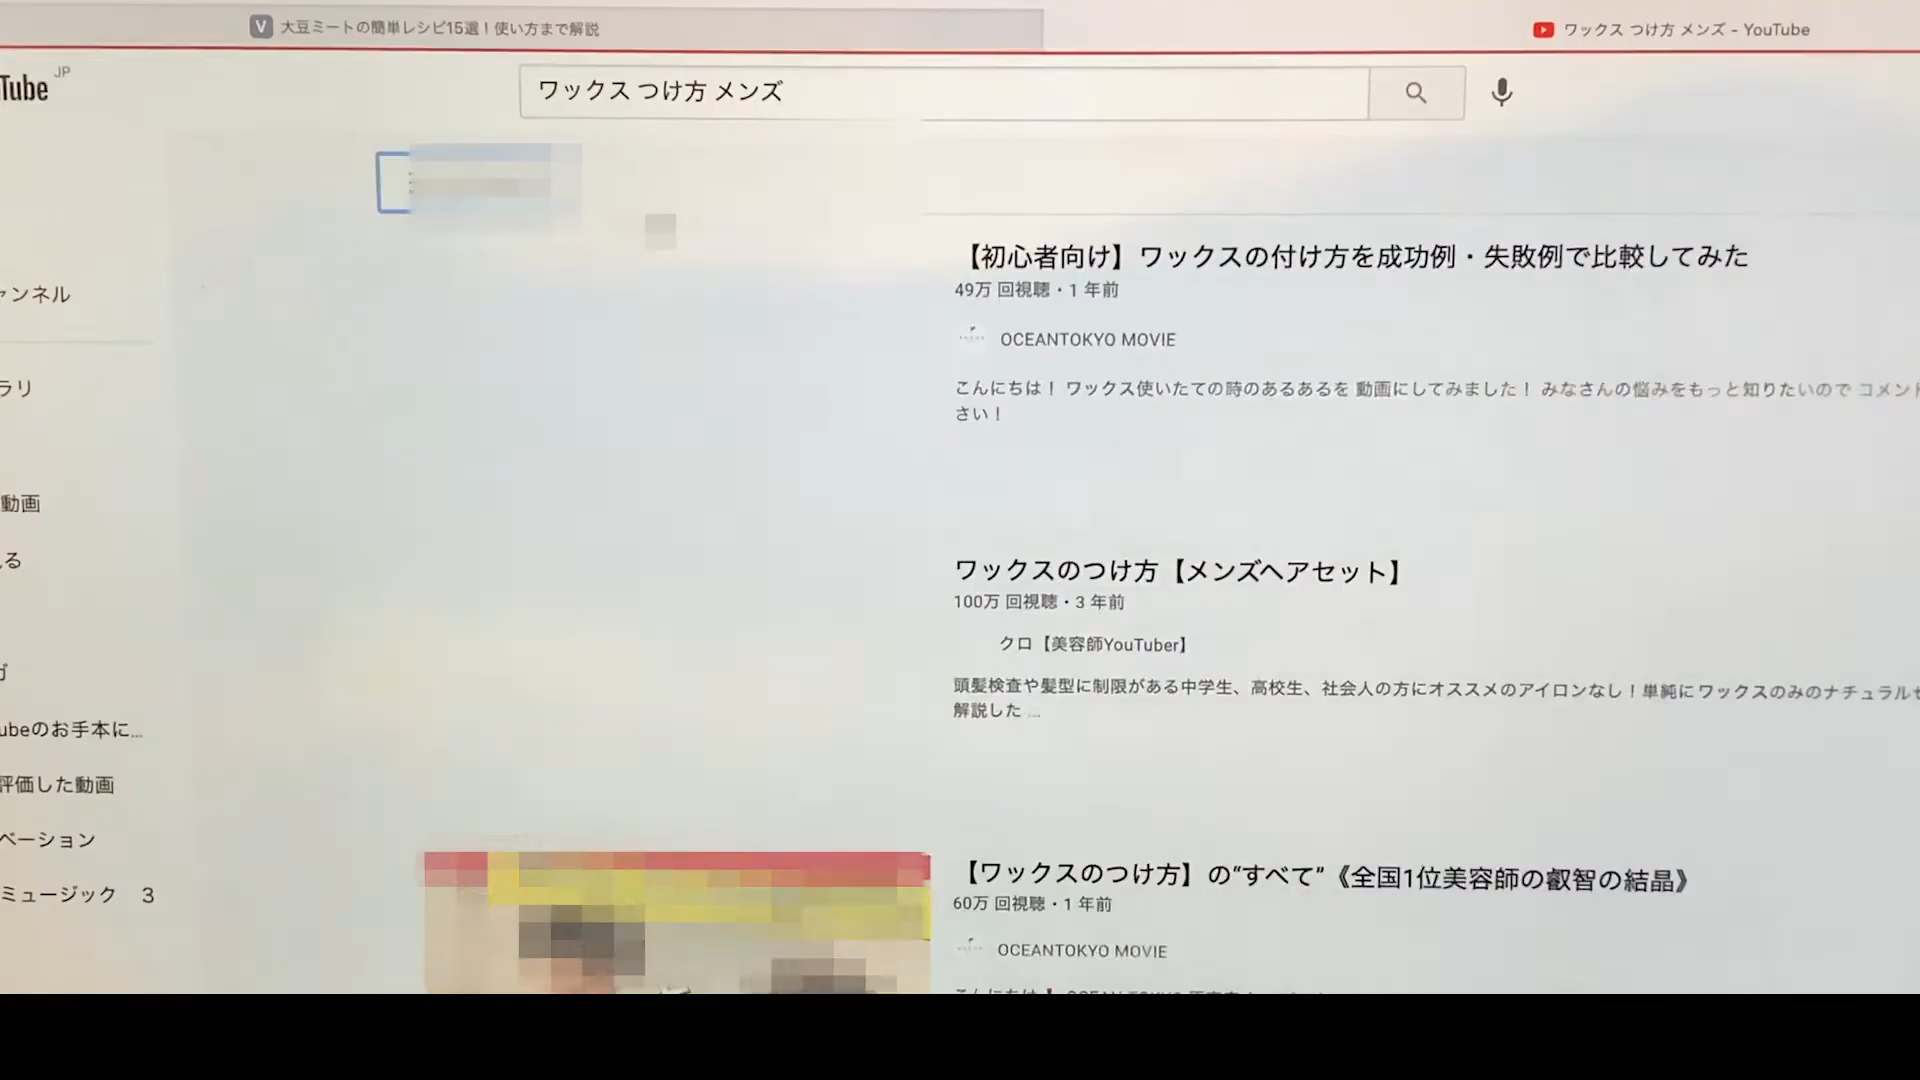 大豆ミートの簡単レシピ15選！使い方まで解説
ワックス つけ方 メンズ - YouTube
Tube JP
ワックス つけ方 メンズ
【初心者向け】ワックスの付け方を成功例・失敗例で比較してみた
49万 回視聴・1 年前
OCEANTOKYO MOVIE
こんにちは！ ワックス使いたての時のあるあるを 動画にしてみました！ みなさんの悩みをもっと知りたいので コメント
さい！
ャンネル
ラリ
動画
る
ワックスのつけ方【メンズヘアセット】
100万 回視聴・3 年前
クロ【美容師YouTuber】
頭髪検査や髪型に制限がある中学生、高校生、社会人の方にオススメのアイロンなし！単純にワックスのみのナチュラルセ
解説した ...
ubeのお手本に...
評価した動画
ベーション
ミュージック 3
【ワックスのつけ方】の“すべて”《全国1位美容師の叡智の結晶》
60万 回視聴・1 年前
OCEANTOKYO MOVIE